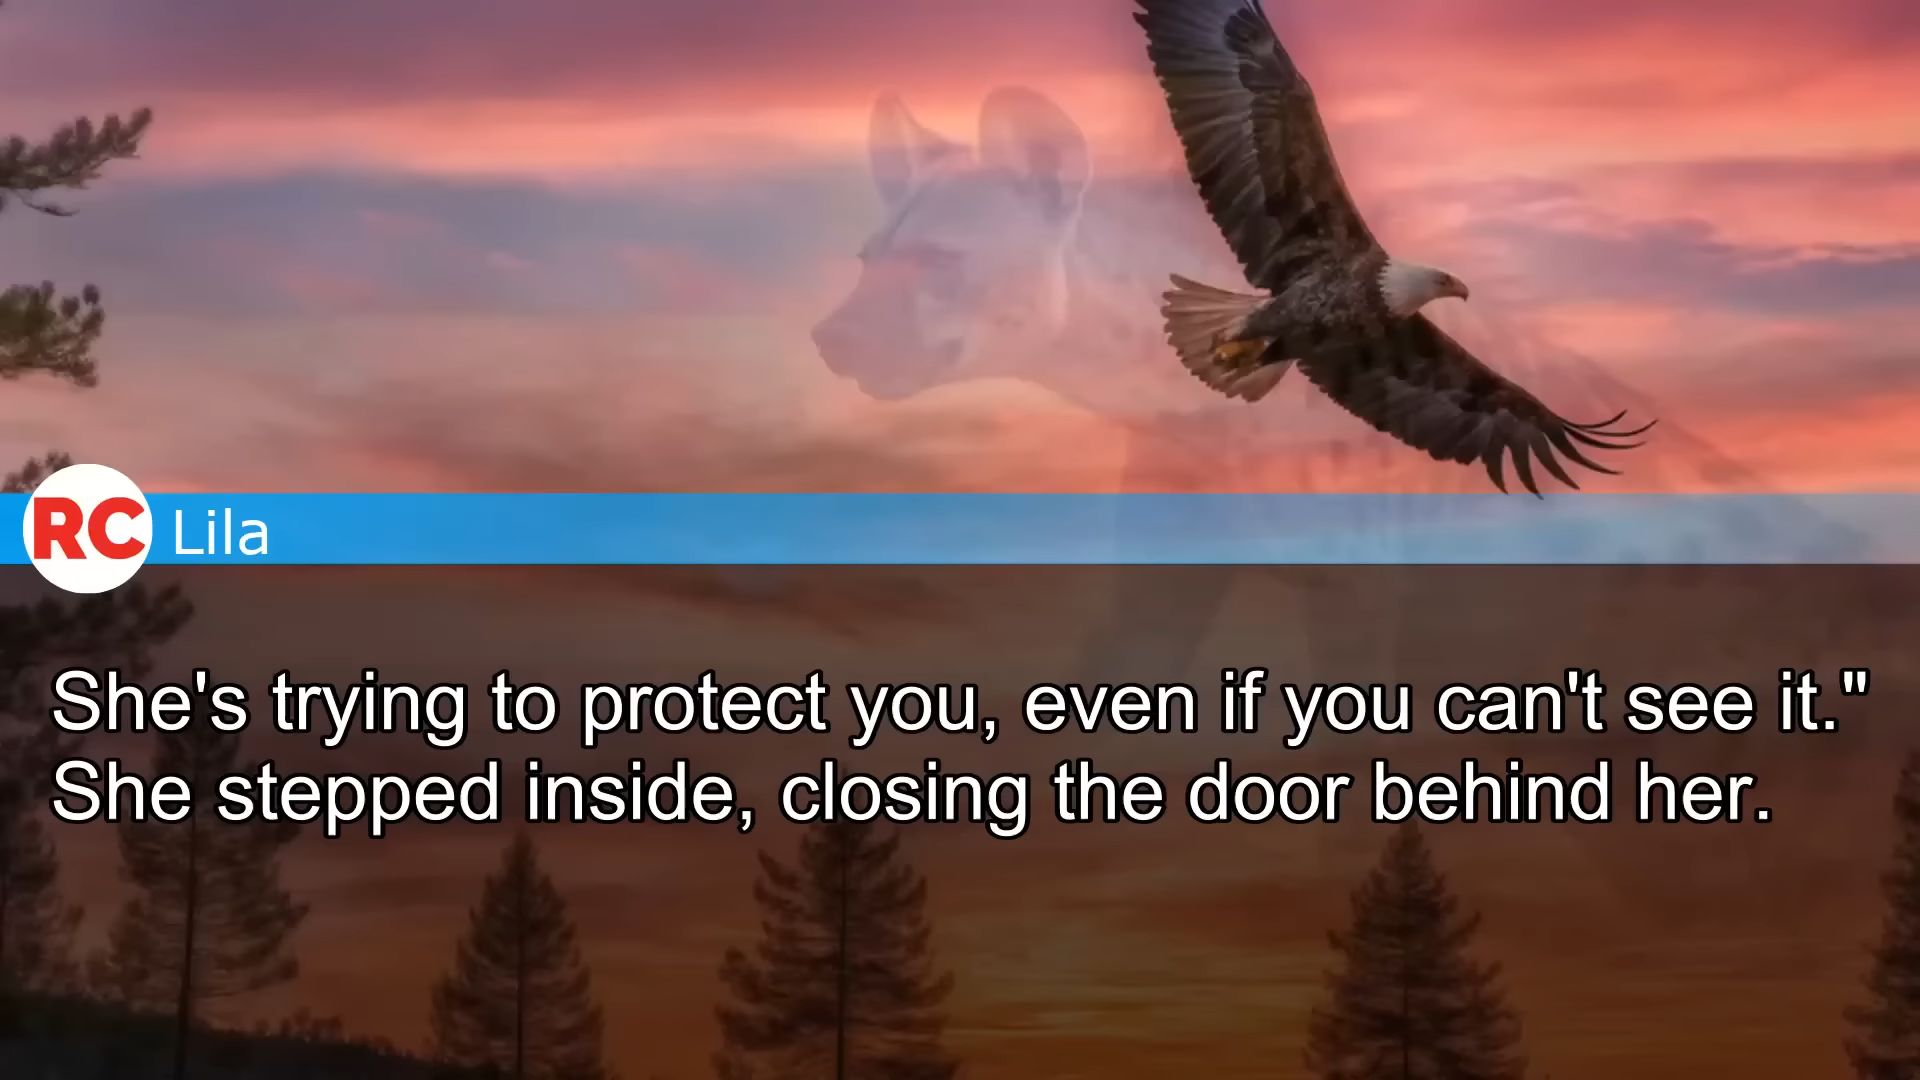 RC Lila
She's trying to protect you, even if you can't see it."
She stepped inside, closing the door behind her.